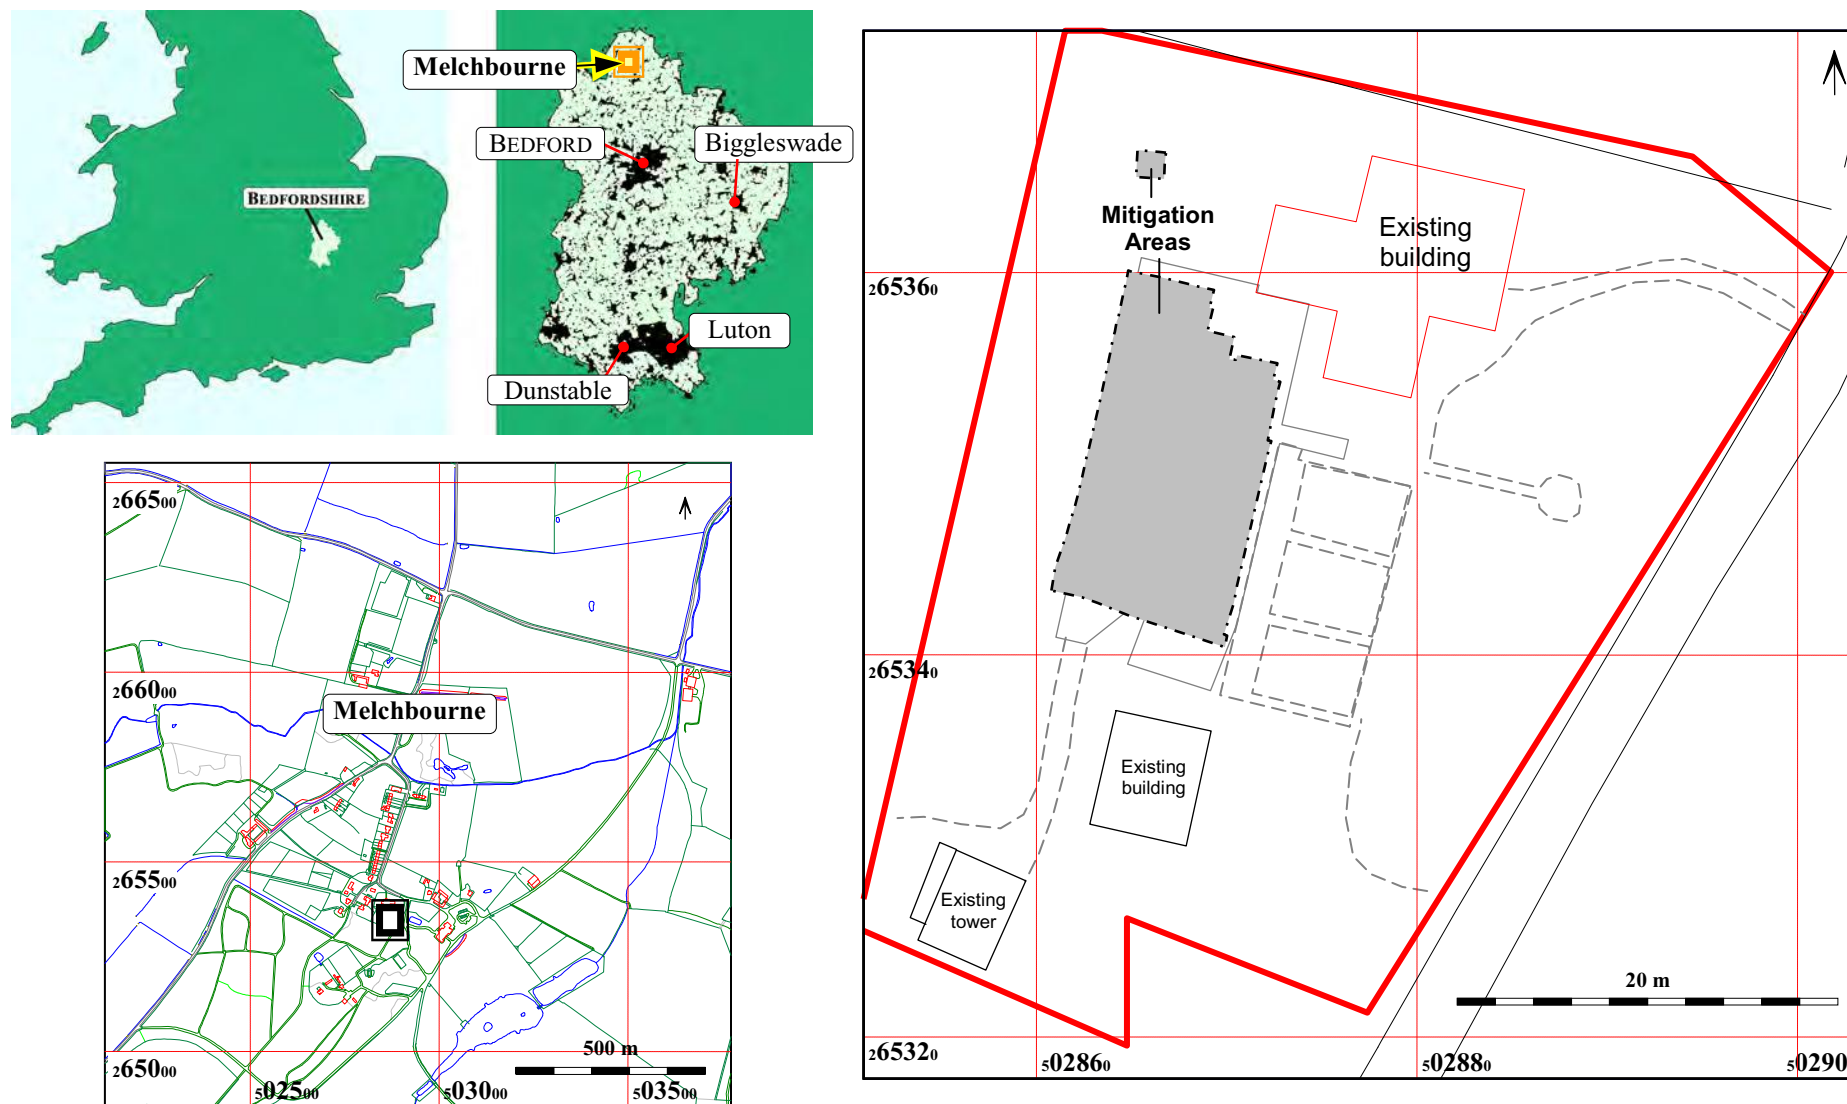 Melchbourne
BEDFORD
Biggleswade
BEDFORDSHIRE
Luton
Dunstable
266500
266000
Melchbourne
265500
500 m
265000
502500
503000
503500
Mitigation
Areas
Existing
building
265360
265340
Existing
building
Existing
tower
20 m
265320
502860
502880
50290